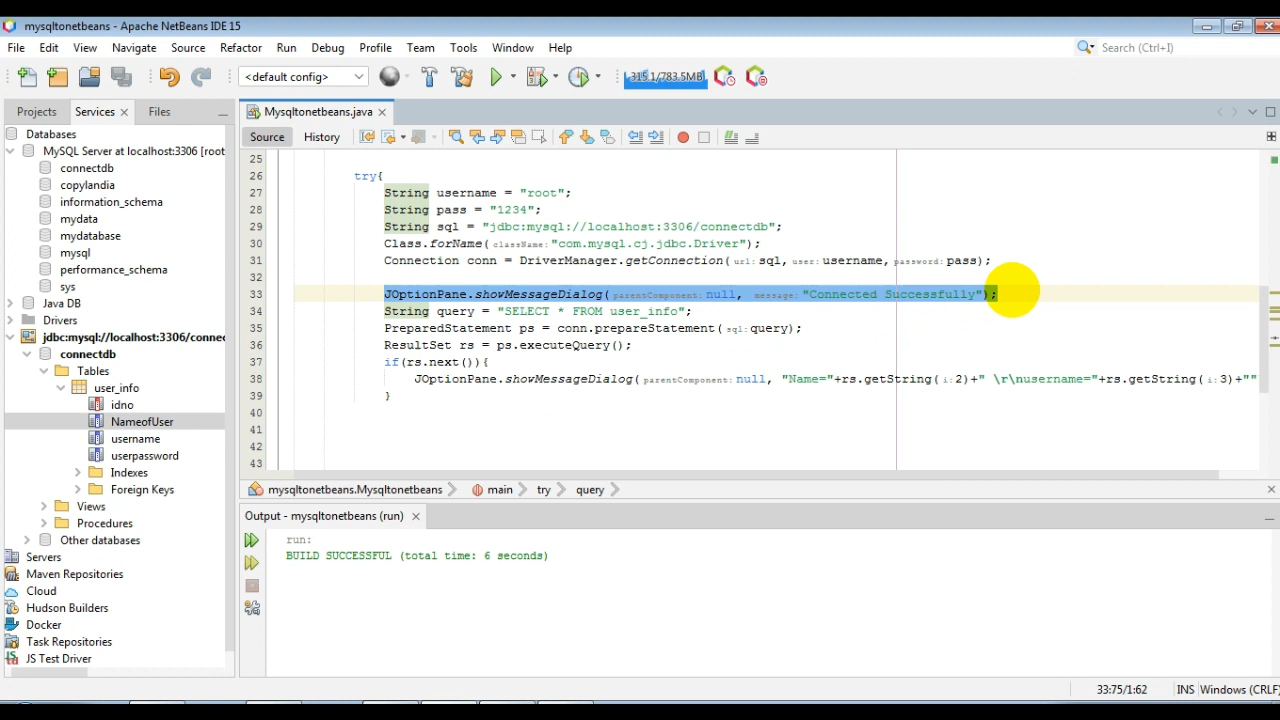 mysqltonetbeans - Apache NetBeans IDE 15
File Edit View Navigate Source Refactor Run Debug Profile Team Tools Window Help
Search (Ctrl+I)
<default config>
315.1/783.5MB
Projects Services Files
Mysqltonetbeans.java
Source History
Databases
MySQL Server at localhost:3306 [root
connectdb
copylandia
information_schema
mydata
mydatabase
mysql
performance_schema
sys
Java DB
Drivers
jdbc:mysql://localhost:3306/connec
connectdb
Tables
user_info
idno
NameofUser
username
userpassword
Indexes
Foreign Keys
Views
Procedures
Other databases
Servers
Maven Repositories
Cloud
Hudson Builders
Docker
Task Repositories
JS Test Driver
25
26 try{
27 String username = "root";
28 String pass = "1234";
29 String sql = "jdbc:mysql://localhost:3306/connectdb";
30 Class.forName(className:"com.mysql.cj.jdbc.Driver");
31 Connection conn = DriverManager.getConnection(url:sql,user:username,password:pass);
32
33 JOptionPane.showMessageDialog(parentComponent:null, message:"Connected Successfully");
34 String query = "SELECT * FROM user_info";
35 PreparedStatement ps = conn.prepareStatement(sql:query);
36 ResultSet rs = ps.executeQuery();
37 if(rs.next()){
38 JOptionPane.showMessageDialog(parentComponent:null, "Name="+rs.getString(i:2)+" \r\nusername="+rs.getString(i:3)+""
39 }
40
41
42
43
mysqltonetbeans.Mysqltonetbeans main try query
Output - mysqltonetbeans (run)
run:
BUILD SUCCESSFUL (total time: 6 seconds)
33:75/1:62 INS Windows (CRLF)